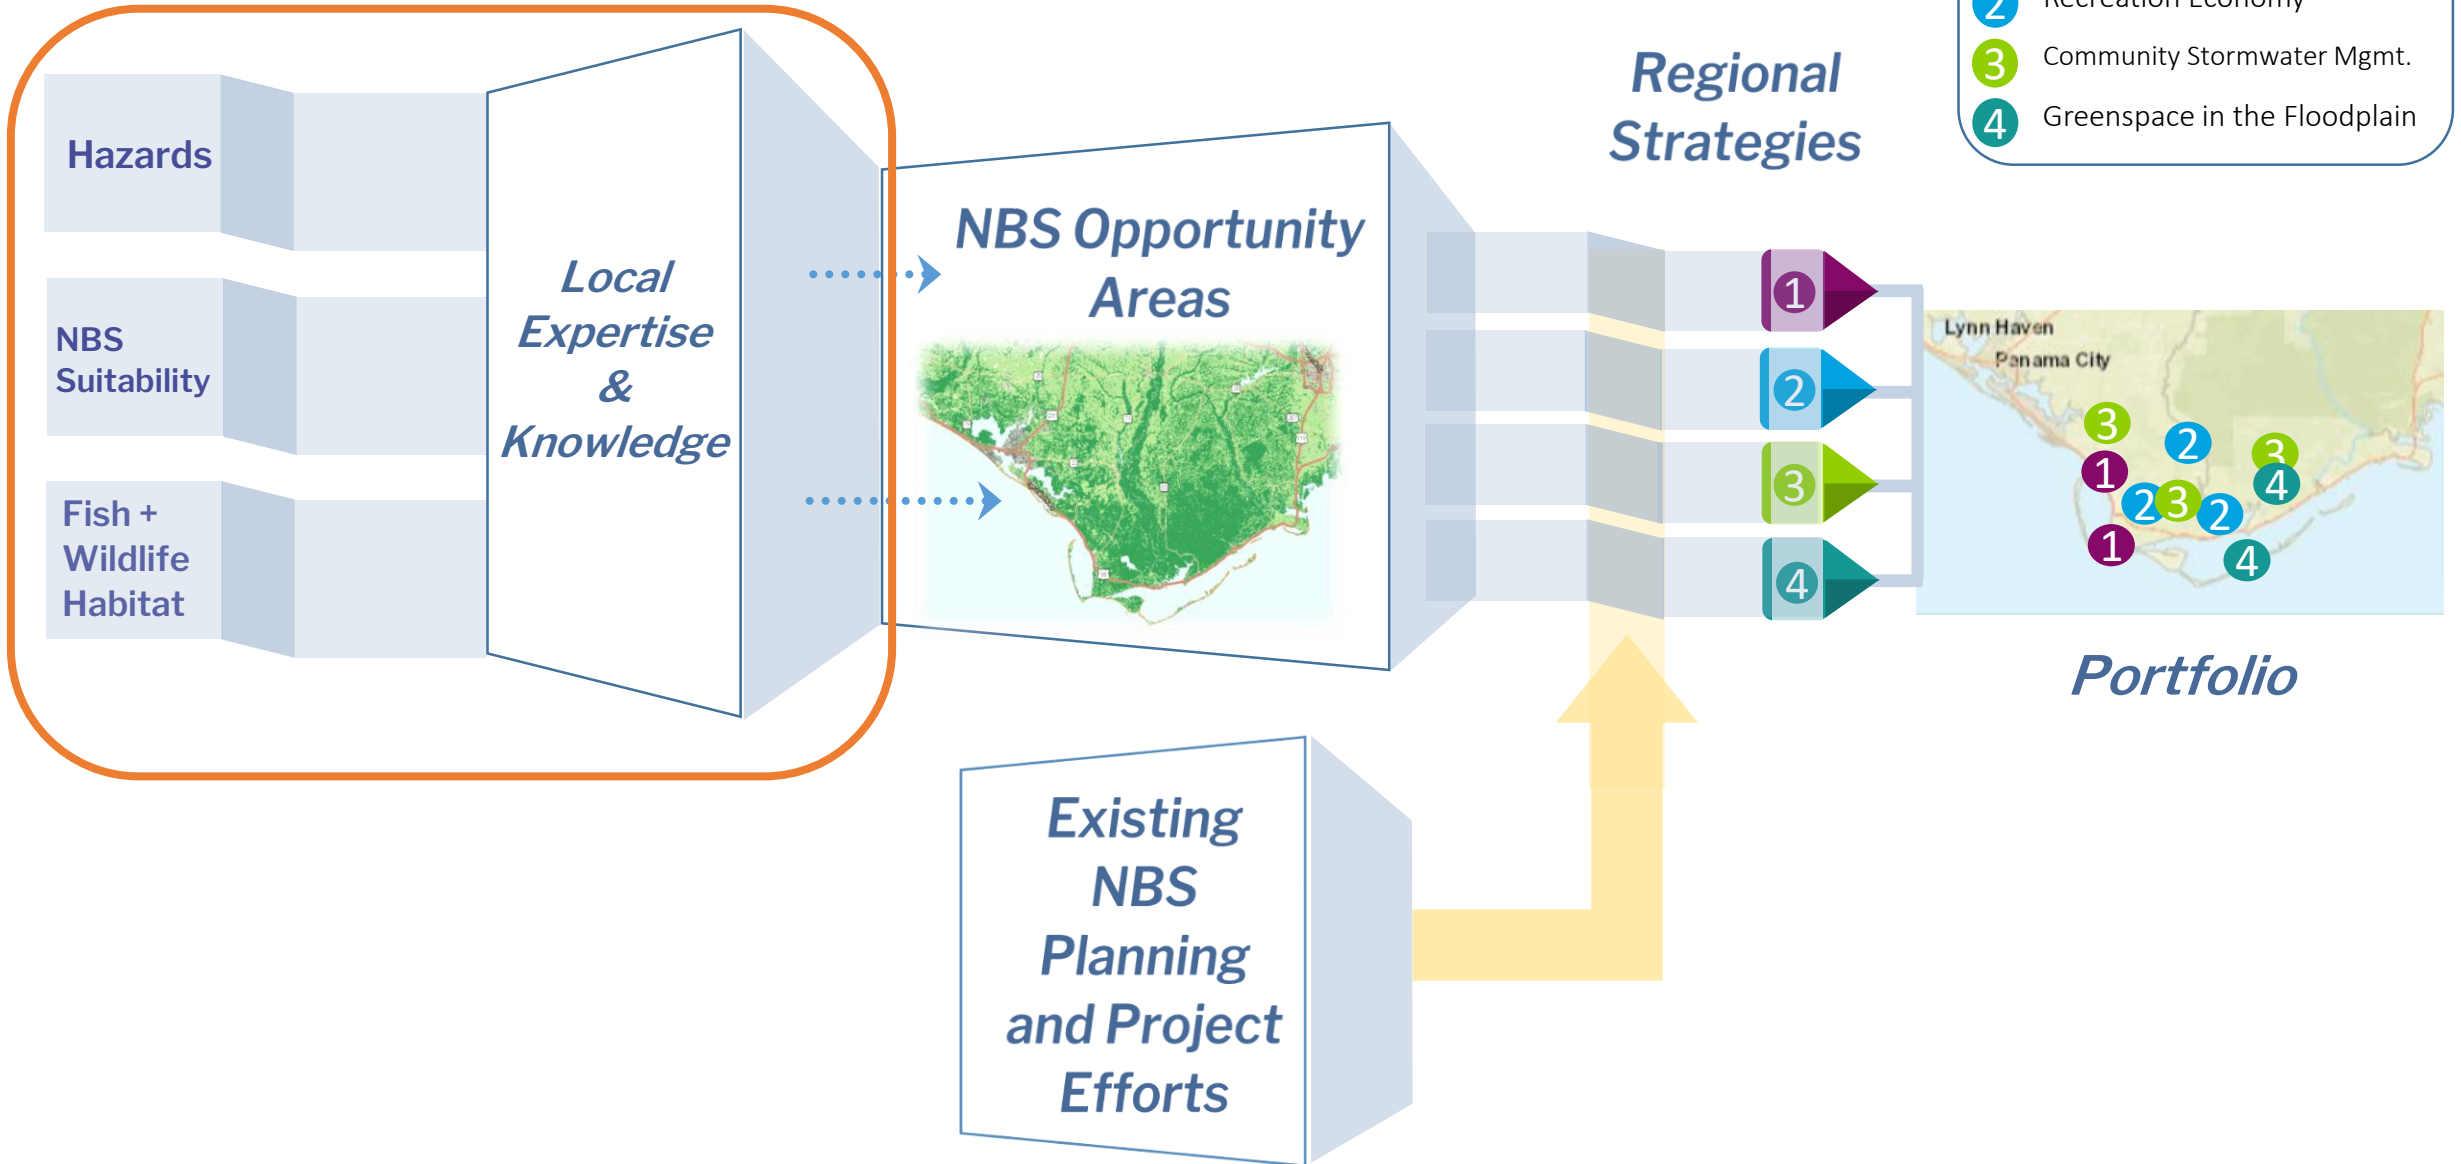 Hazards
NBS
Suitability
Fish +
Wildlife
Habitat
Local
Expertise
&
Knowledge
NBS Opportunity
Areas
Existing
NBS
Planning
and Project
Efforts
Regional
Strategies
1
2
3
4
2 Recreation Economy
3 Community Stormwater Mgmt.
4 Greenspace in the Floodplain
Lynn Haven
Panama City
3
2
3
1
4
2
3
2
1
4
Portfolio